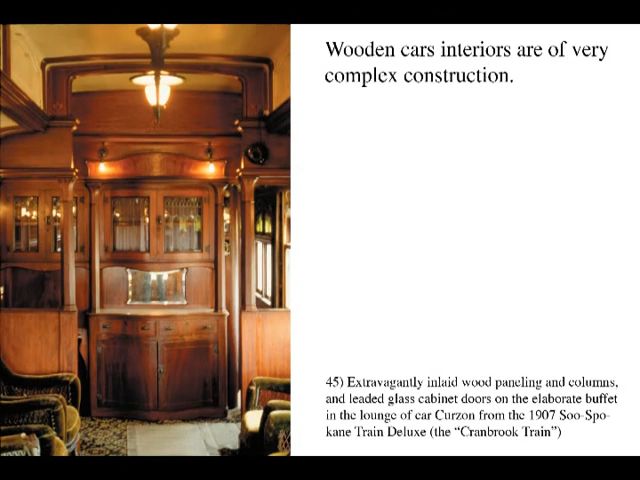 Wooden cars interiors are of very
complex construction.
45) Extravagantly inlaid wood paneling and columns,
and leaded glass cabinet doors on the elaborate buffet
in the lounge of car Curzon from the 1907 Soo-Spo-
kane Train Deluxe (the “Cranbrook Train”)